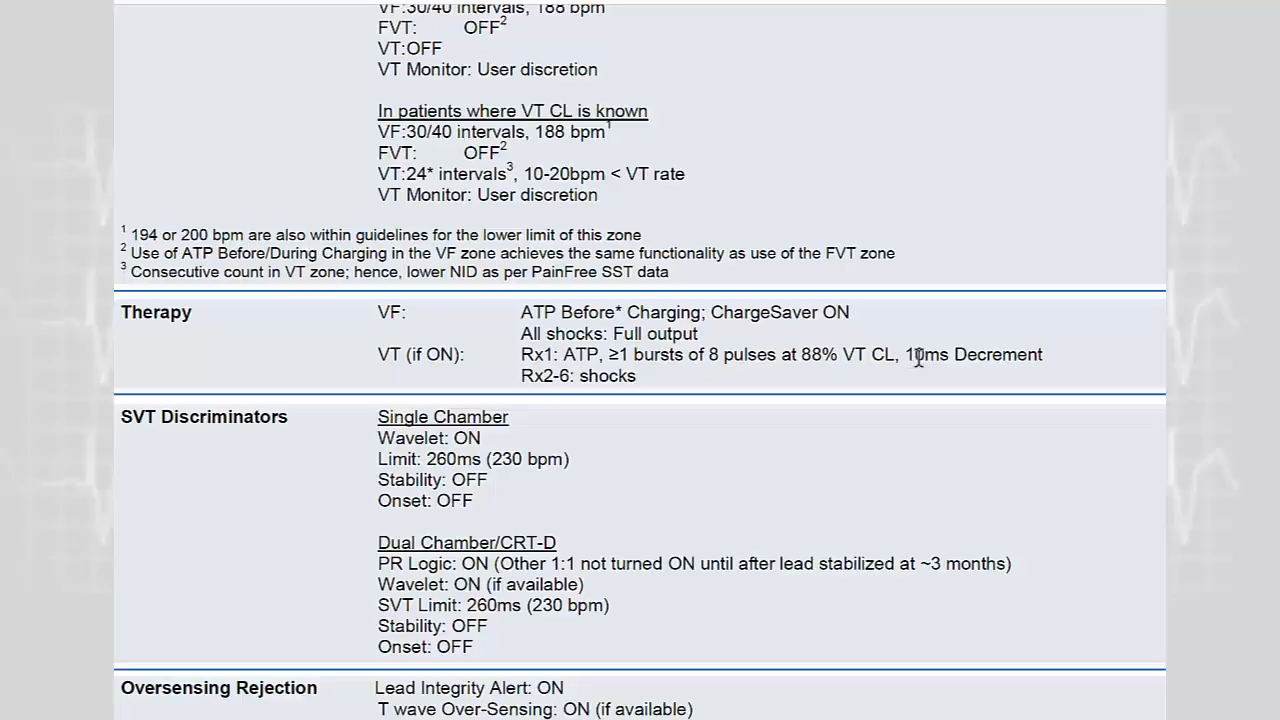 VF:30/40 intervals, 188 bpm
FVT: OFF2
VT:OFF
VT Monitor: User discretion
In patients where VT CL is known
VF:30/40 intervals, 188 bpm1
FVT: OFF2
VT:24* intervals3, 10-20bpm < VT rate
VT Monitor: User discretion
1 194 or 200 bpm are also within guidelines for the lower limit of this zone
2 Use of ATP Before/During Charging in the VF zone achieves the same functionality as use of the FVT zone
3 Consecutive count in VT zone; hence, lower NID as per PainFree SST data
Therapy VF: ATP Before* Charging; ChargeSaver ON
All shocks: Full output
VT (if ON): Rx1: ATP, ≥1 bursts of 8 pulses at 88% VT CL, 10ms Decrement
Rx2-6: shocks
SVT Discriminators Single Chamber
Wavelet: ON
Limit: 260ms (230 bpm)
Stability: OFF
Onset: OFF
Dual Chamber/CRT-D
PR Logic: ON (Other 1:1 not turned ON until after lead stabilized at ~3 months)
Wavelet: ON (if available)
SVT Limit: 260ms (230 bpm)
Stability: OFF
Onset: OFF
Oversensing Rejection Lead Integrity Alert: ON
T wave Over-Sensing: ON (if available)